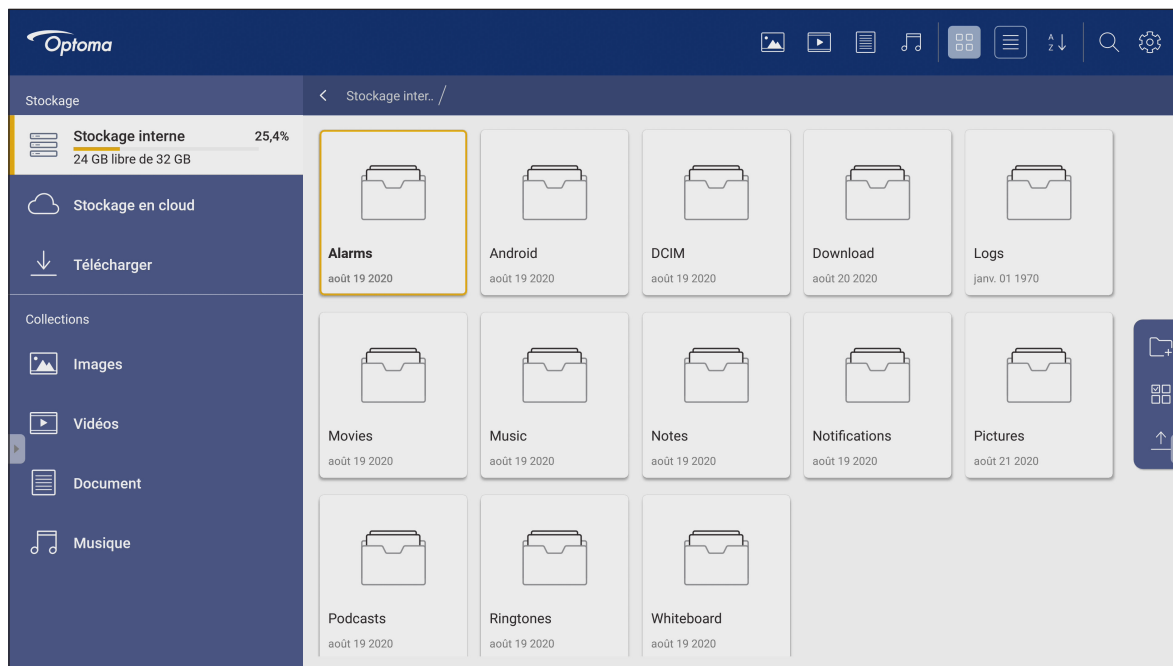 Optoma
A
Z
Stockage
Stockage inter.. /
Stockage interne 25,4%
24 GB libre de 32 GB
Stockage en cloud
Télécharger
Collections
Images
Vidéos
Document
Musique
Alarms
août 19 2020
Android
août 19 2020
DCIM
août 19 2020
Download
août 20 2020
Logs
janv. 01 1970
Movies
août 19 2020
Music
août 19 2020
Notes
août 19 2020
Notifications
août 19 2020
Pictures
août 21 2020
Podcasts
août 19 2020
Ringtones
août 19 2020
Whiteboard
août 19 2020